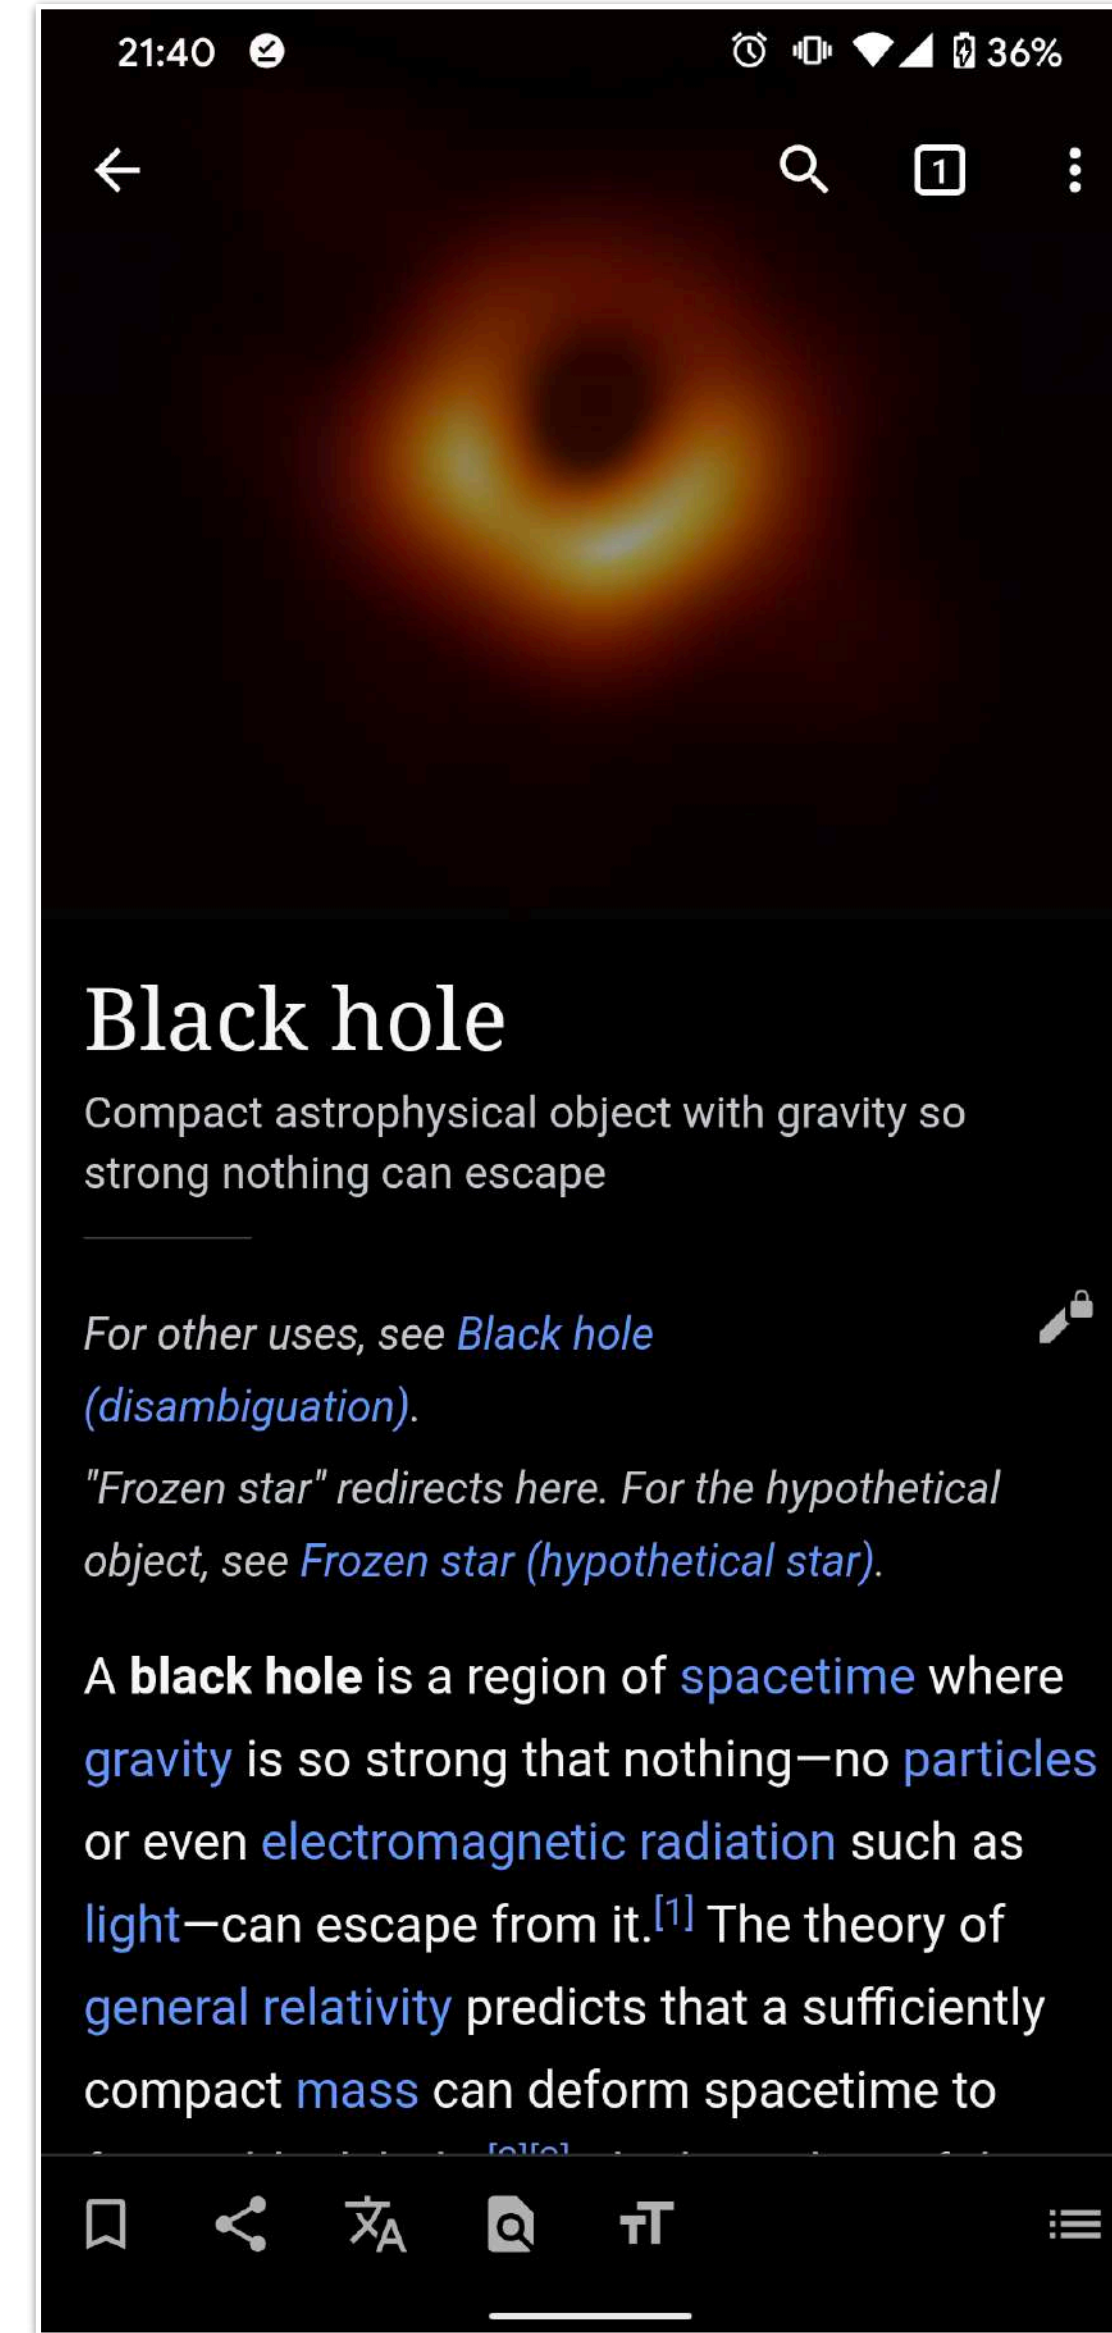 21:40
36%
1
Black hole
Compact astrophysical object with gravity so
strong nothing can escape
For other uses, see Black hole
(disambiguation).
"Frozen star" redirects here. For the hypothetical
object, see Frozen star (hypothetical star).
A black hole is a region of spacetime where
gravity is so strong that nothing—no particles
or even electromagnetic radiation such as
light—can escape from it.[1] The theory of
general relativity predicts that a sufficiently
compact mass can deform spacetime to